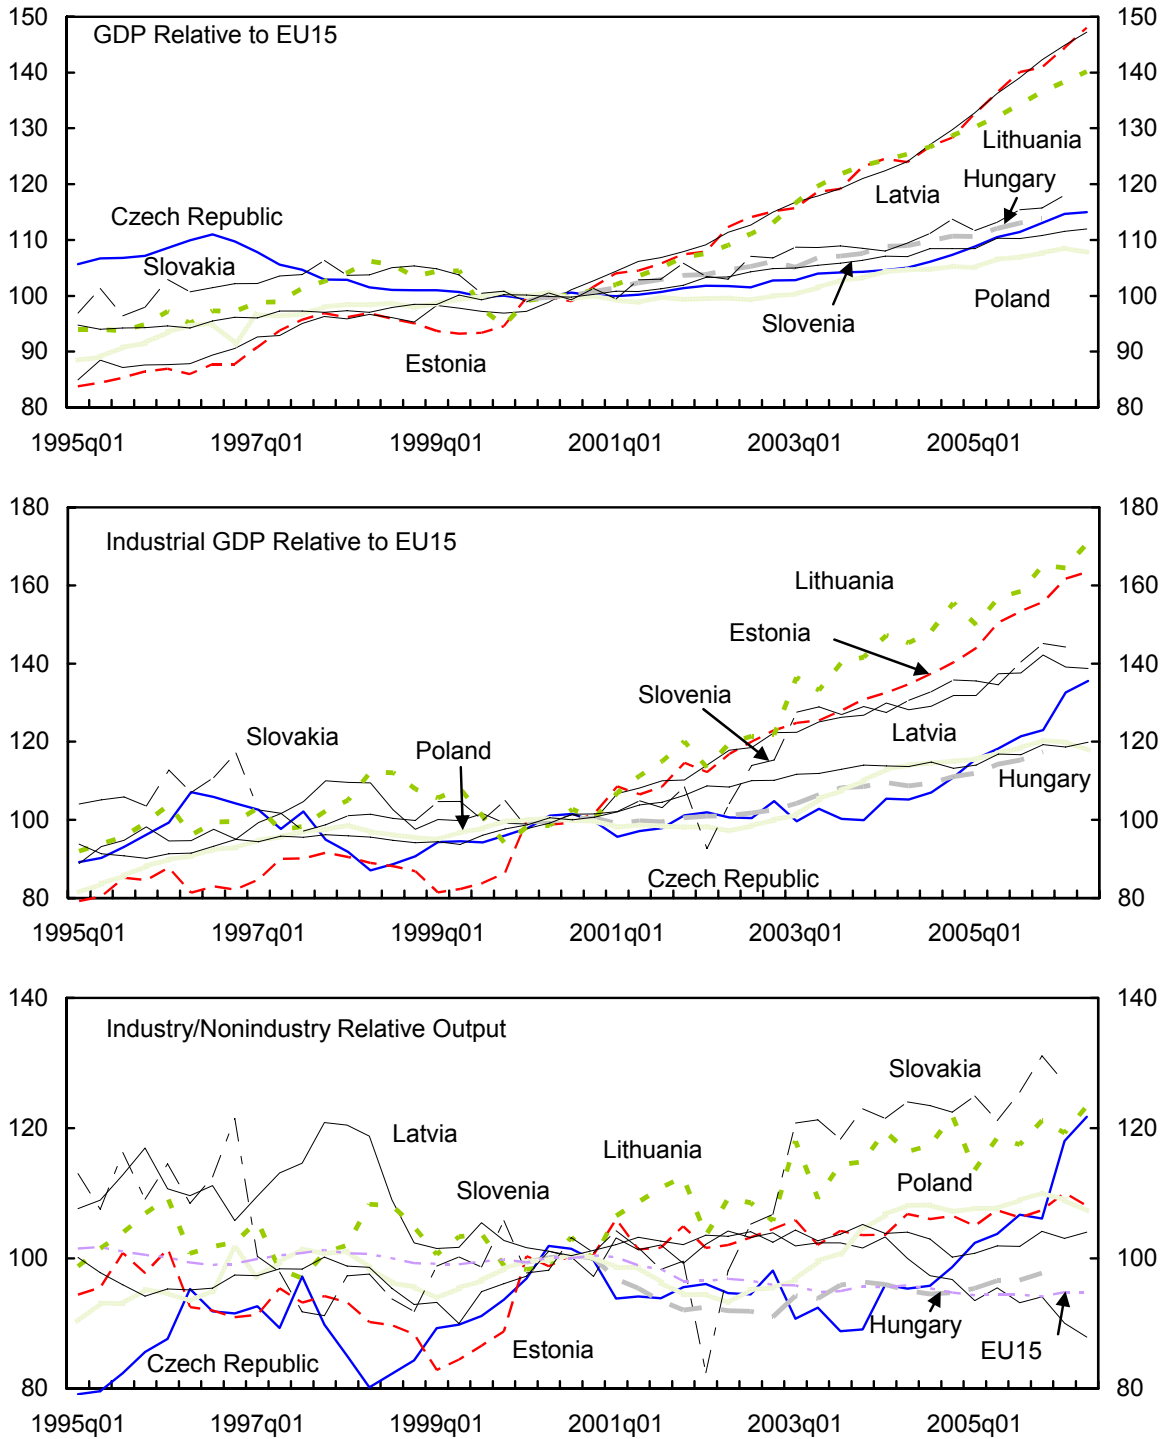 150 150
GDP Relative to EU15
140 140
130 130
Lithuania
Hungary
120 120
Latvia
Czech Republic
110 110
Slovakia
100 100
Poland
Slovenia
90 90
Estonia
80 80
1995q01 1997q01 1999q01 2001q01 2003q01 2005q01
180 180
Industrial GDP Relative to EU15
160 160
Lithuania
Estonia
140 140
Slovenia
Slovakia Poland Latvia
120 120
Hungary
100 100
Czech Republic
80 80
1995q01 1997q01 1999q01 2001q01 2003q01 2005q01
140 140
Industry/Nonindustry Relative Output
Slovakia
120 120
Latvia
Lithuania
Slovenia Poland
100 100
Hungary
EU15
Czech Republic Estonia
80 80
1995q01 1997q01 1999q01 2001q01 2003q01 2005q01